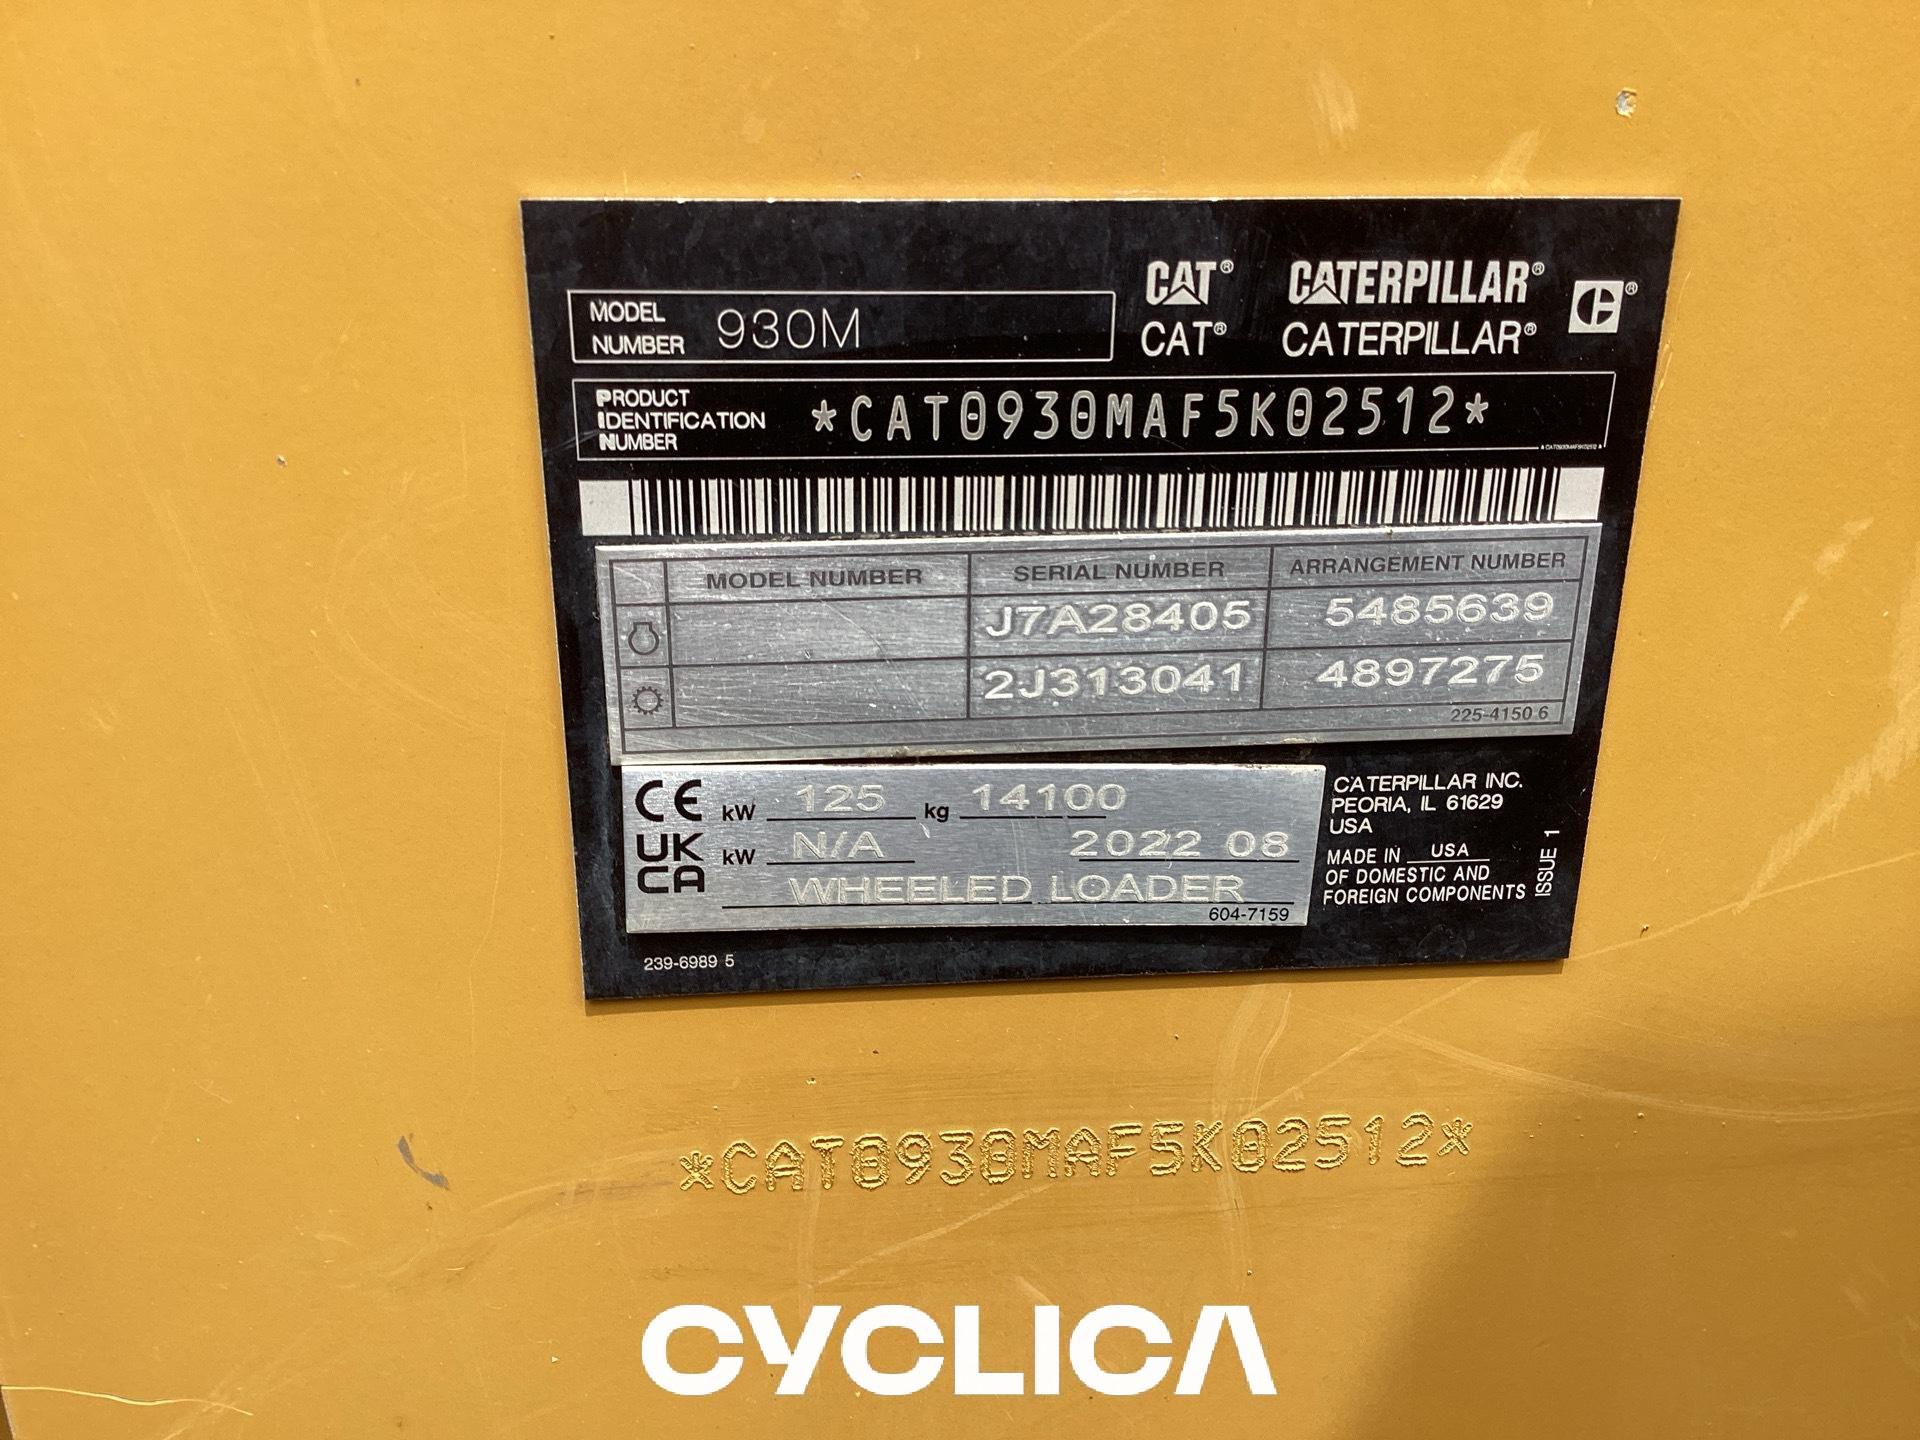 CAT® CATERPILLAR®
MODEL NUMBER 930M
CAT® CATERPILLAR®
PRODUCT IDENTIFICATION NUMBER *CAT0930MAF5K02512*
*CAT0930MAF5K02512*
MODEL NUMBER SERIAL NUMBER ARRANGEMENT NUMBER
J7A28405 5485639
2J313041 4897275
225-4150 6
CE kW 125 kg 14100
UKCA kW N/A 2022 08
WHEELED LOADER
604-7159
CATERPILLAR INC.
PEORIA, IL 61629
USA
MADE IN USA
OF DOMESTIC AND
FOREIGN COMPONENTS
ISSUE 1
239-6989 5
*CAT0930MAF5K02512*
CYCLICA